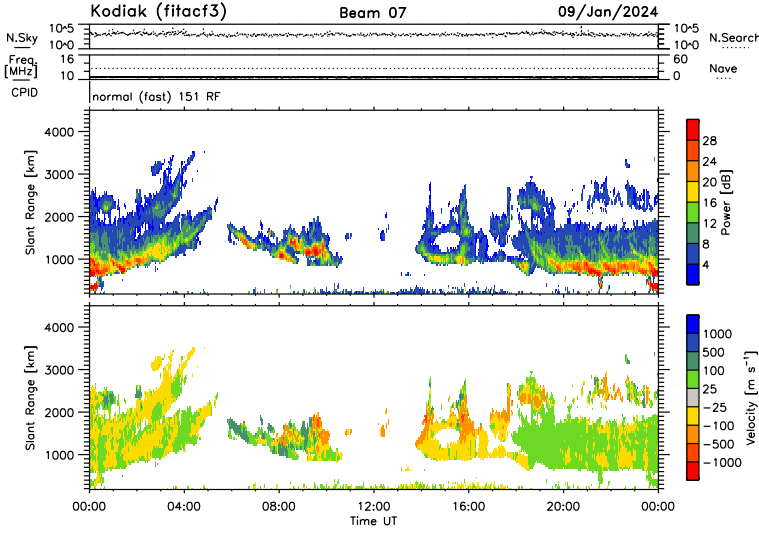 Kodiak (fitacf3) Beam 07 09/Jan/2024
N.Sky 10^5 10^0 10^5 10^0 N.Search
Freq. [MHz] 16 10 60 0 Nave
CPID normal (fast) 151 RF
Slant Range [km] 4000 3000 2000 1000
Power [dB] 28 24 20 16 12 8 4
Slant Range [km] 4000 3000 2000 1000
Velocity [m s⁻¹] 1000 500 100 25 −25 −100 −500 −1000
00:00 04:00 08:00 12:00 16:00 20:00 00:00
Time UT